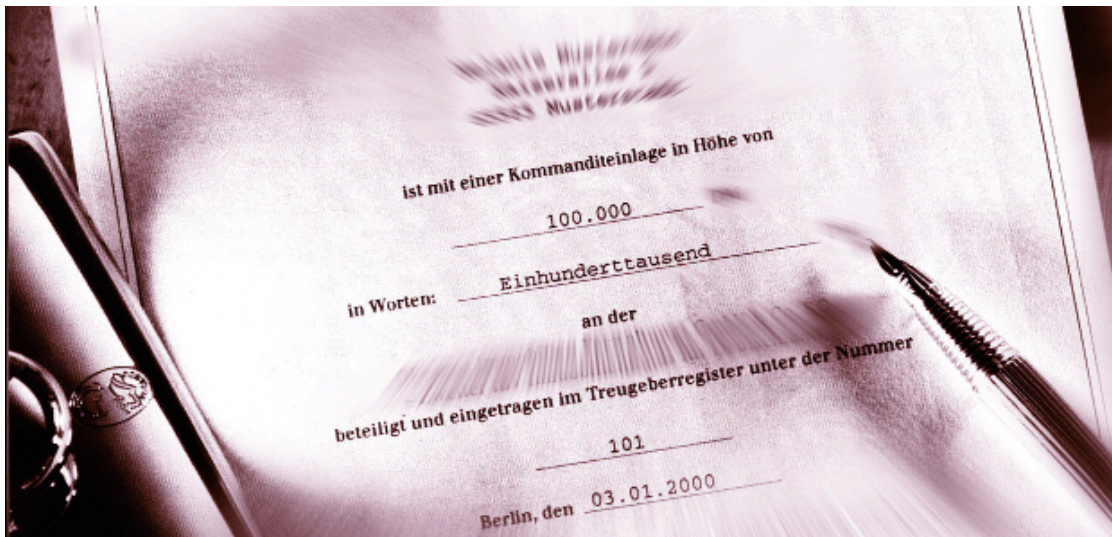 ist mit einer Kommanditeinlage in Höhe von
100.000
in Worten: Einhunderttausend
an der
beteiligt und eingetragen im Treugeberregister unter der Nummer
101
Berlin, den 03.01.2000